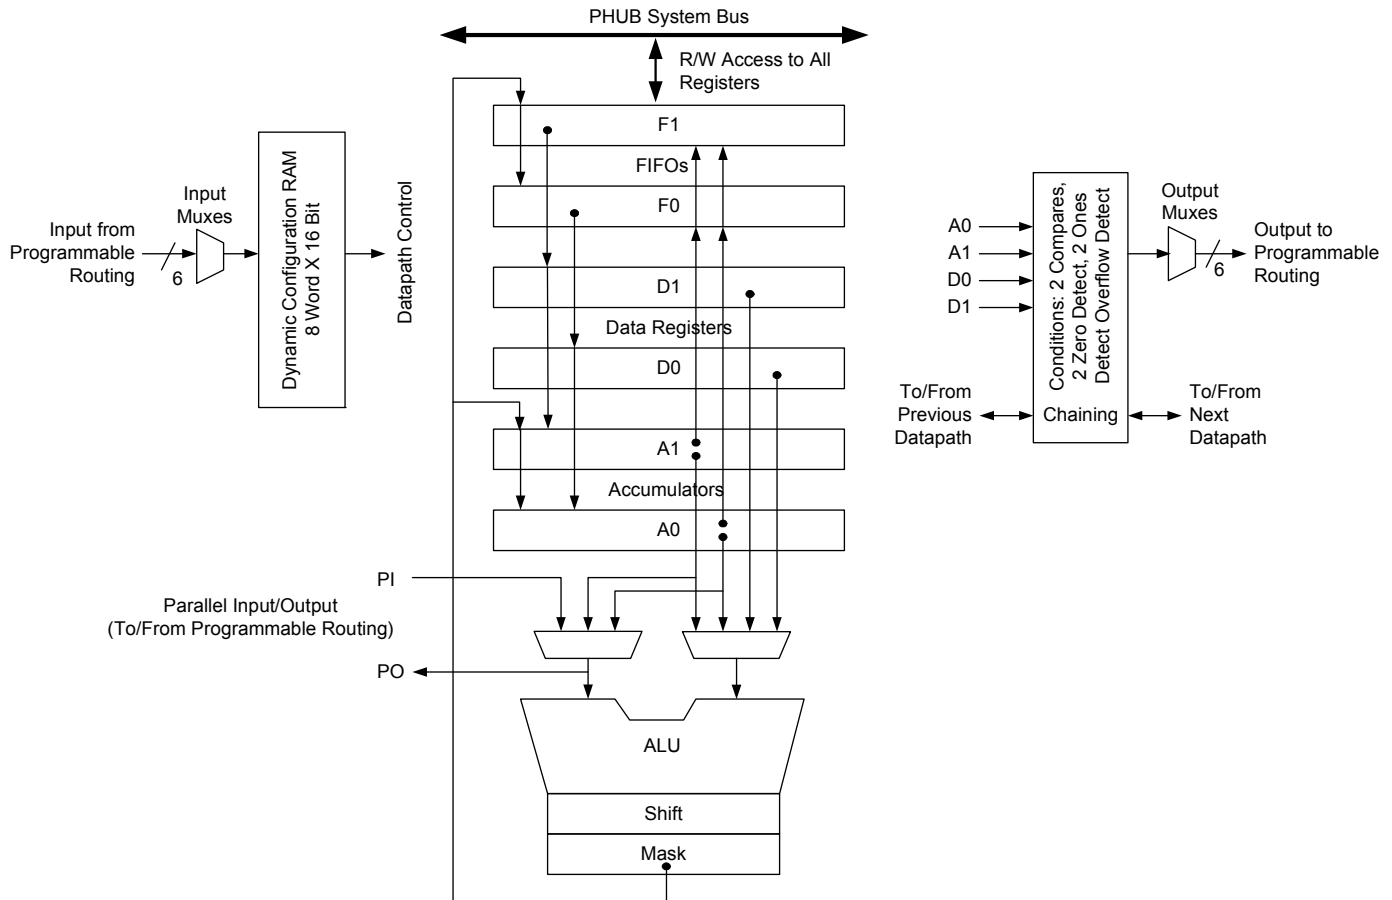 PHUB System Bus
R/W Access to All
Registers
F1
FIFOs
F0
D1
Data Registers
D0
A1
Accumulators
A0
Input from
Programmable
Routing
6
Input
Muxes
Dynamic Configuration RAM
8 Word X 16 Bit
Datapath Control
PI
Parallel Input/Output
(To/From Programmable Routing)
PO
ALU
Shift
Mask
A0
A1
D0
D1
Conditions: 2 Compares,
2 Zero Detect, 2 Ones
Detect Overflow Detect
Chaining
To/From
Previous
Datapath
To/From
Next
Datapath
Output
Muxes
6
Output to
Programmable
Routing